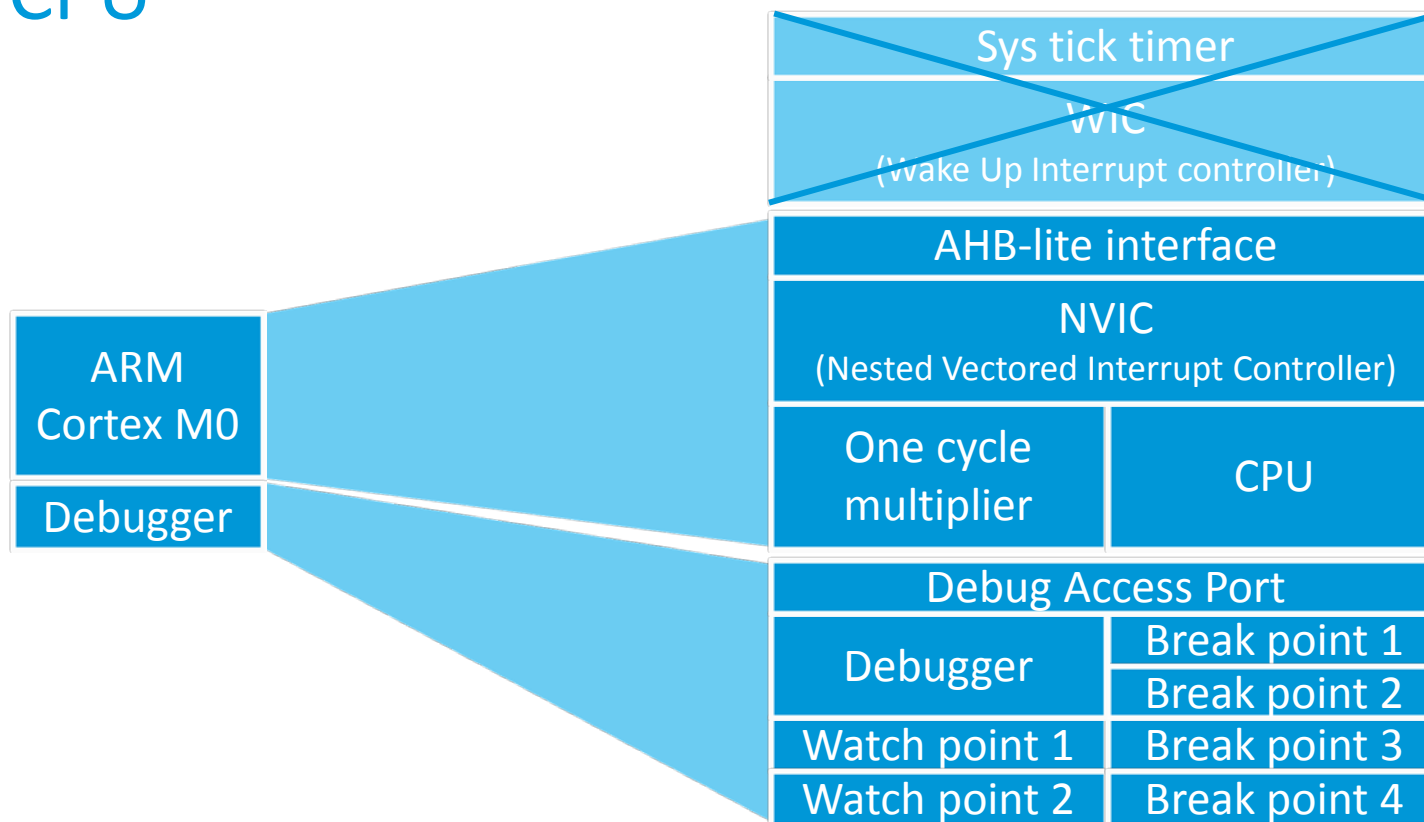 CPU
Sys tick timer
WIC
(Wake Up Interrupt controller)
AHB-lite interface
NVIC
(Nested Vectored Interrupt Controller)
ARM
Cortex M0
One cycle
multiplier
CPU
Debugger
Debug Access Port
Debugger
Break point 1
Break point 2
Watch point 1
Break point 3
Watch point 2
Break point 4